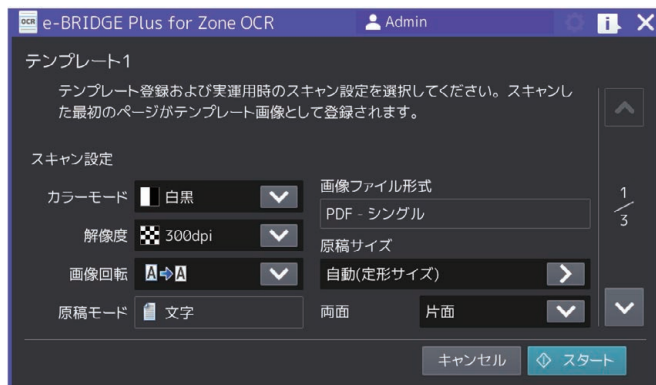 OCR e-BRIDGE Plus for Zone OCR
Admin
テンプレート1
テンプレート登録および実運用時のスキャン設定を選択してください。スキャンし
た最初のページがテンプレート画像として登録されます。
スキャン設定
カラーモード 白黒
解像度 300dpi
画像回転 A A
原稿モード 文字
画像ファイル形式
PDF - シングル
原稿サイズ
自動(定形サイズ)
両面 片面
1/3
キャンセル スタート